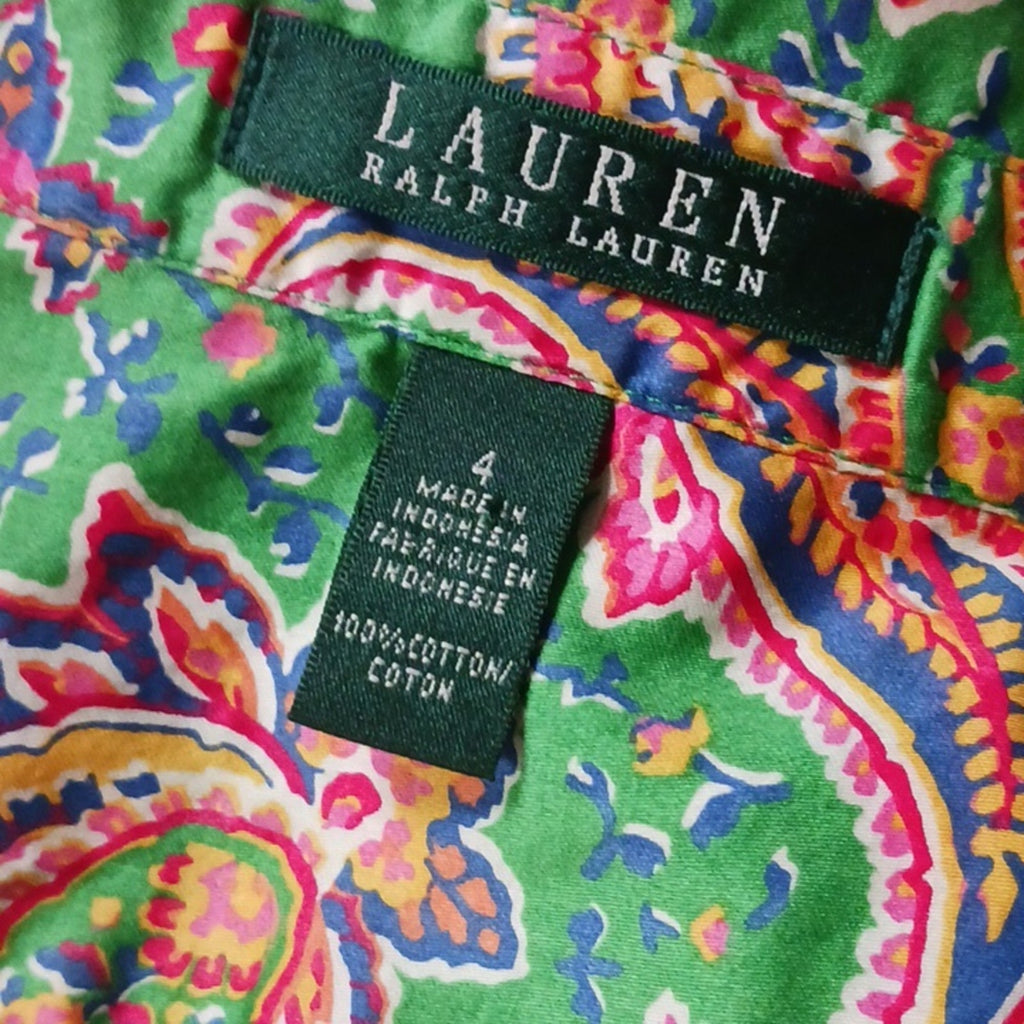 LAUREN
RALPH LAUREN
4
MADE IN
INDONESIA
FABRIQUE EN
INDONESIE
100%COTTON/
COTON